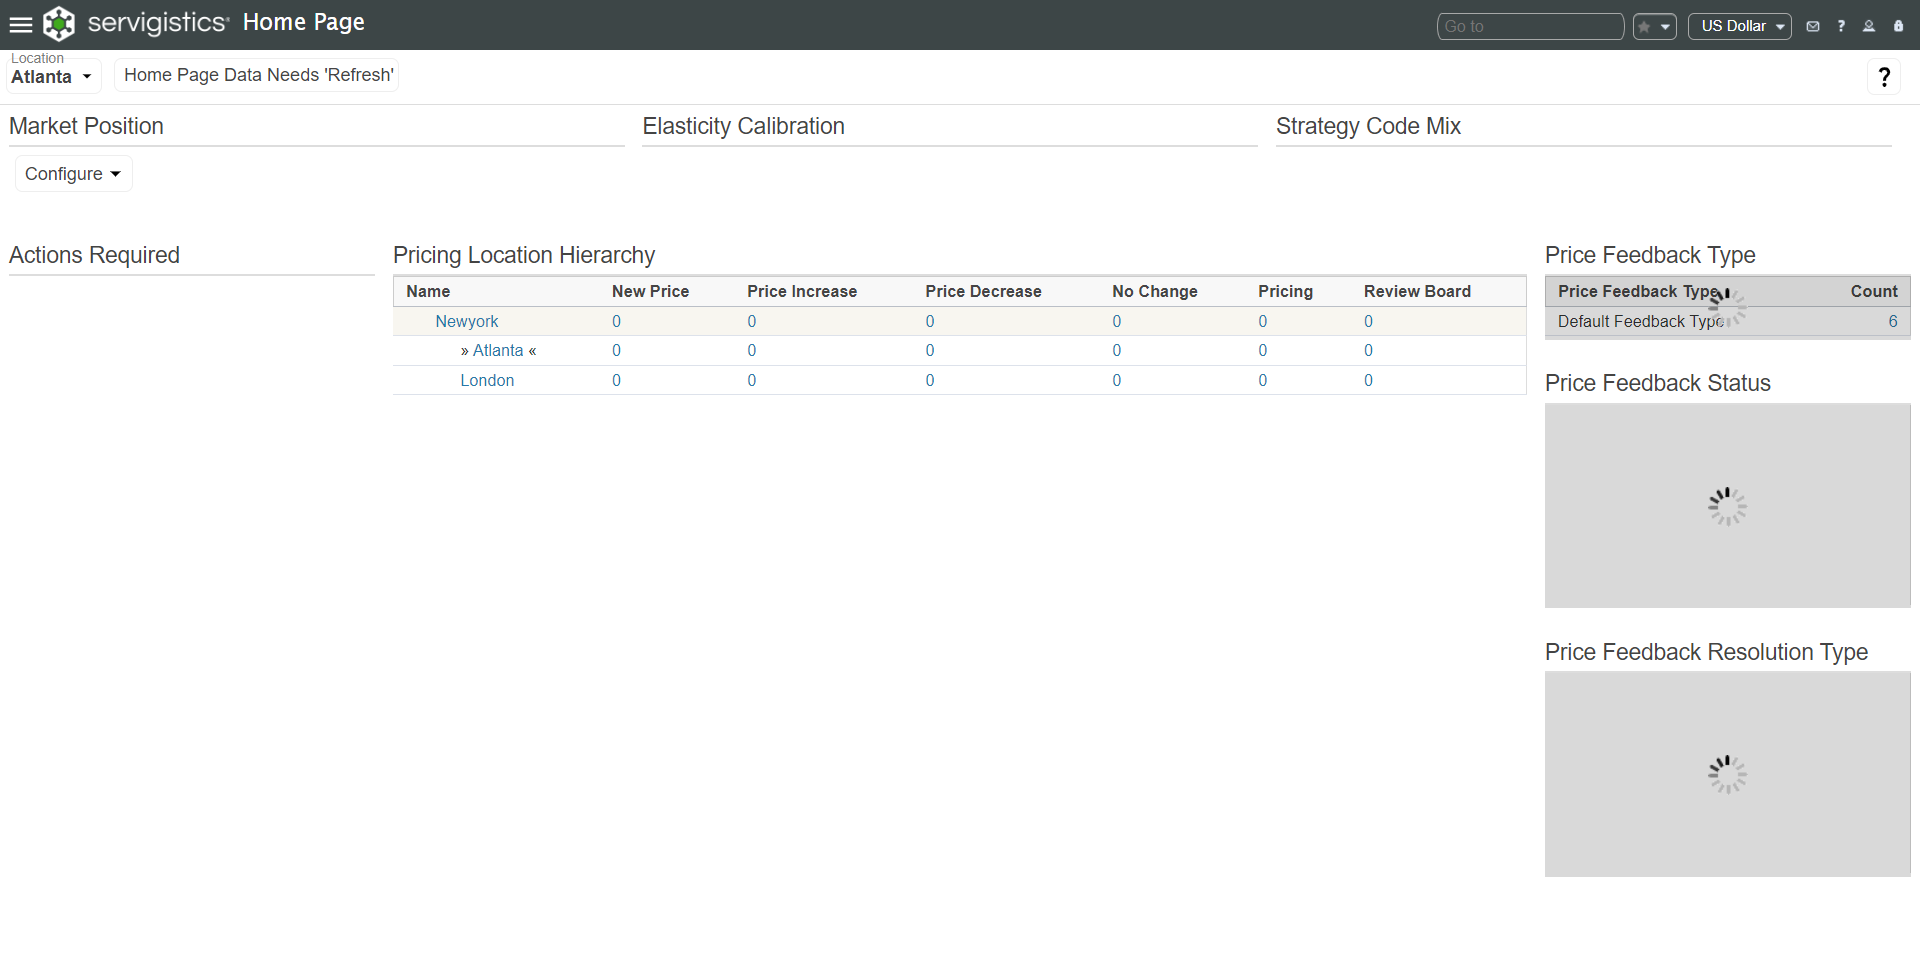 servigistics Home Page
Go to
US Dollar
?
Location
Atlanta
Home Page Data Needs 'Refresh'
?
Market Position
Elasticity Calibration
Strategy Code Mix
Configure
Actions Required
Pricing Location Hierarchy
Price Feedback Type
Name New Price Price Increase Price Decrease No Change Pricing Review Board
Newyork 0 0 0 0 0 0
» Atlanta « 0 0 0 0 0 0
London 0 0 0 0 0 0
Price Feedback Type Count
Default Feedback Type 6
Price Feedback Status
Price Feedback Resolution Type